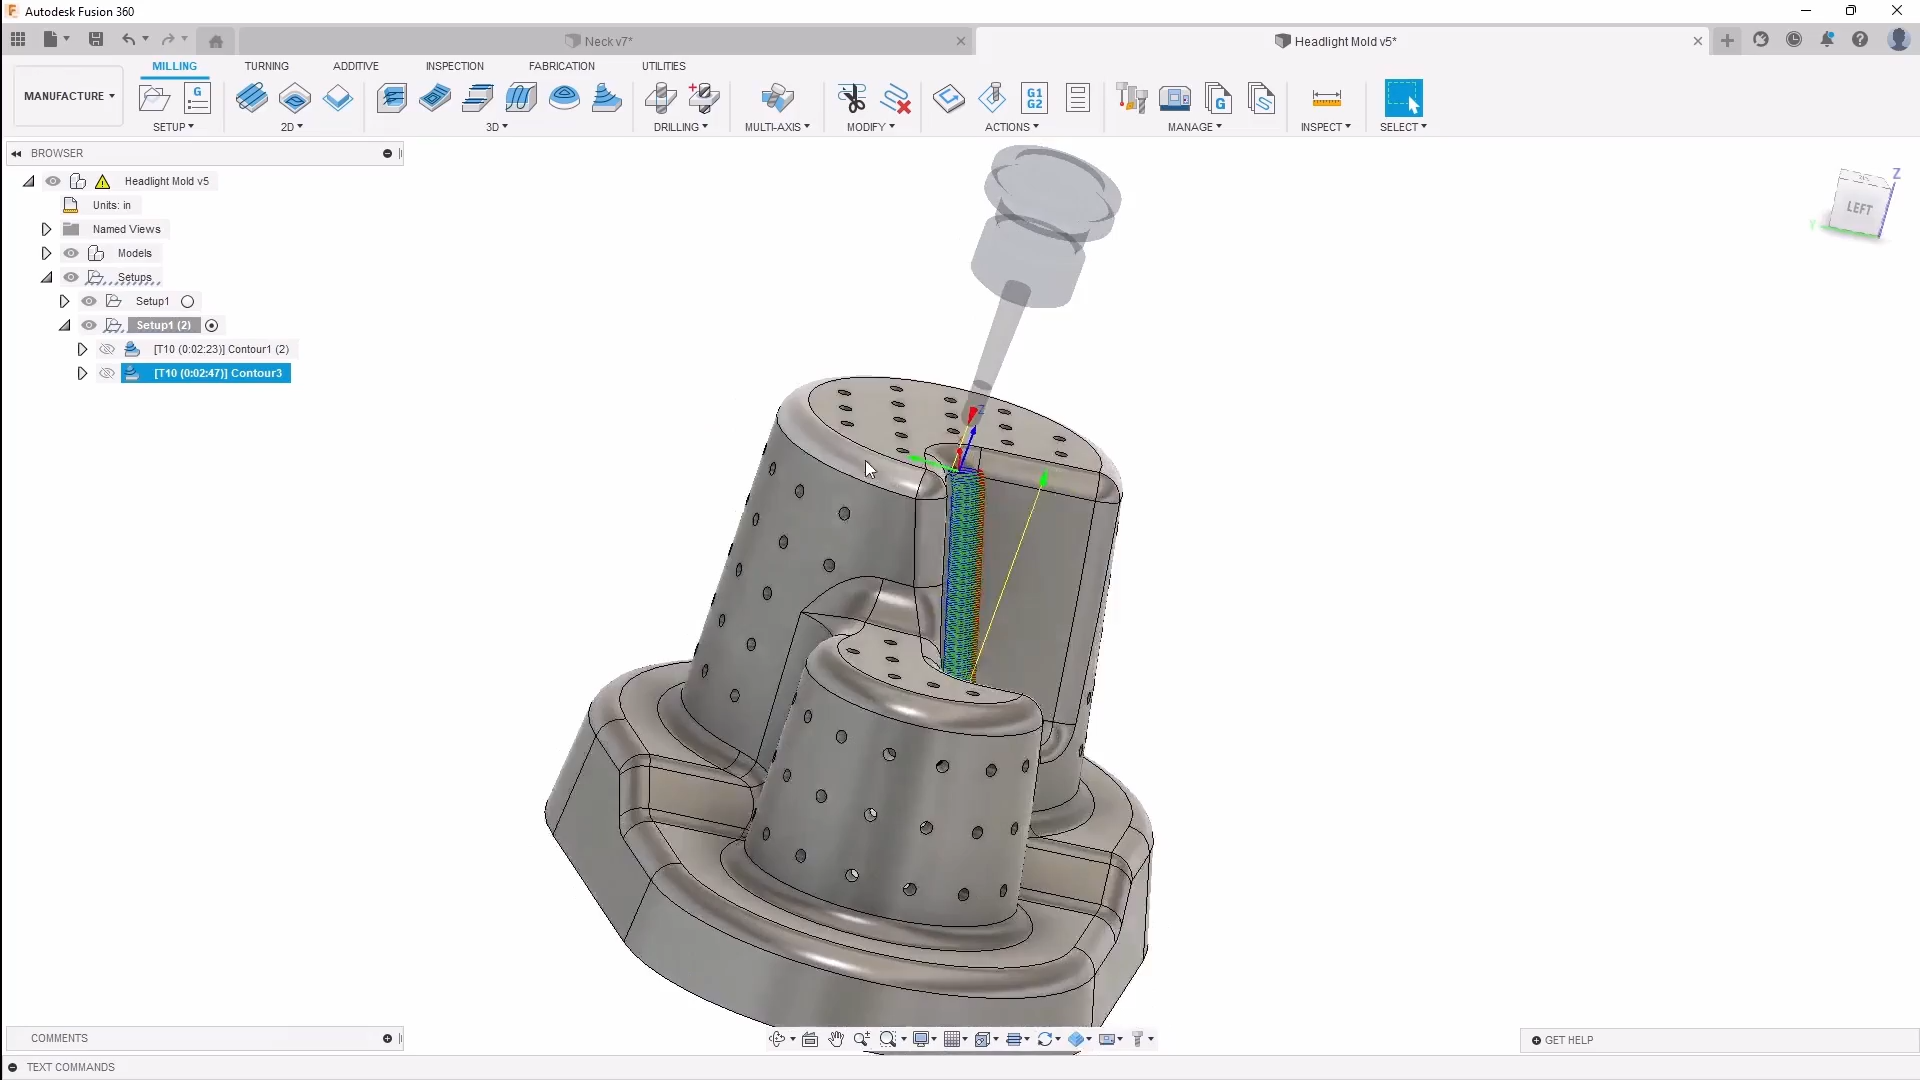 Autodesk Fusion 360
Neck v7*
Headlight Mold v5*
MILLING TURNING ADDITIVE INSPECTION FABRICATION UTILITIES
MANUFACTURE
G
G1
G2
G
SETUP 2D 3D DRILLING MULTI-AXIS MODIFY ACTIONS MANAGE INSPECT SELECT
BROWSER
Headlight Mold v5
Units: in
Named Views
Models
Setups
Setup1
Setup1 (2)
[T10 (0:02:23)] Contour1 (2)
[T10 (0:02:47)] Contour3
Z
LEFT
Y
Z
COMMENTS
GET HELP
TEXT COMMANDS